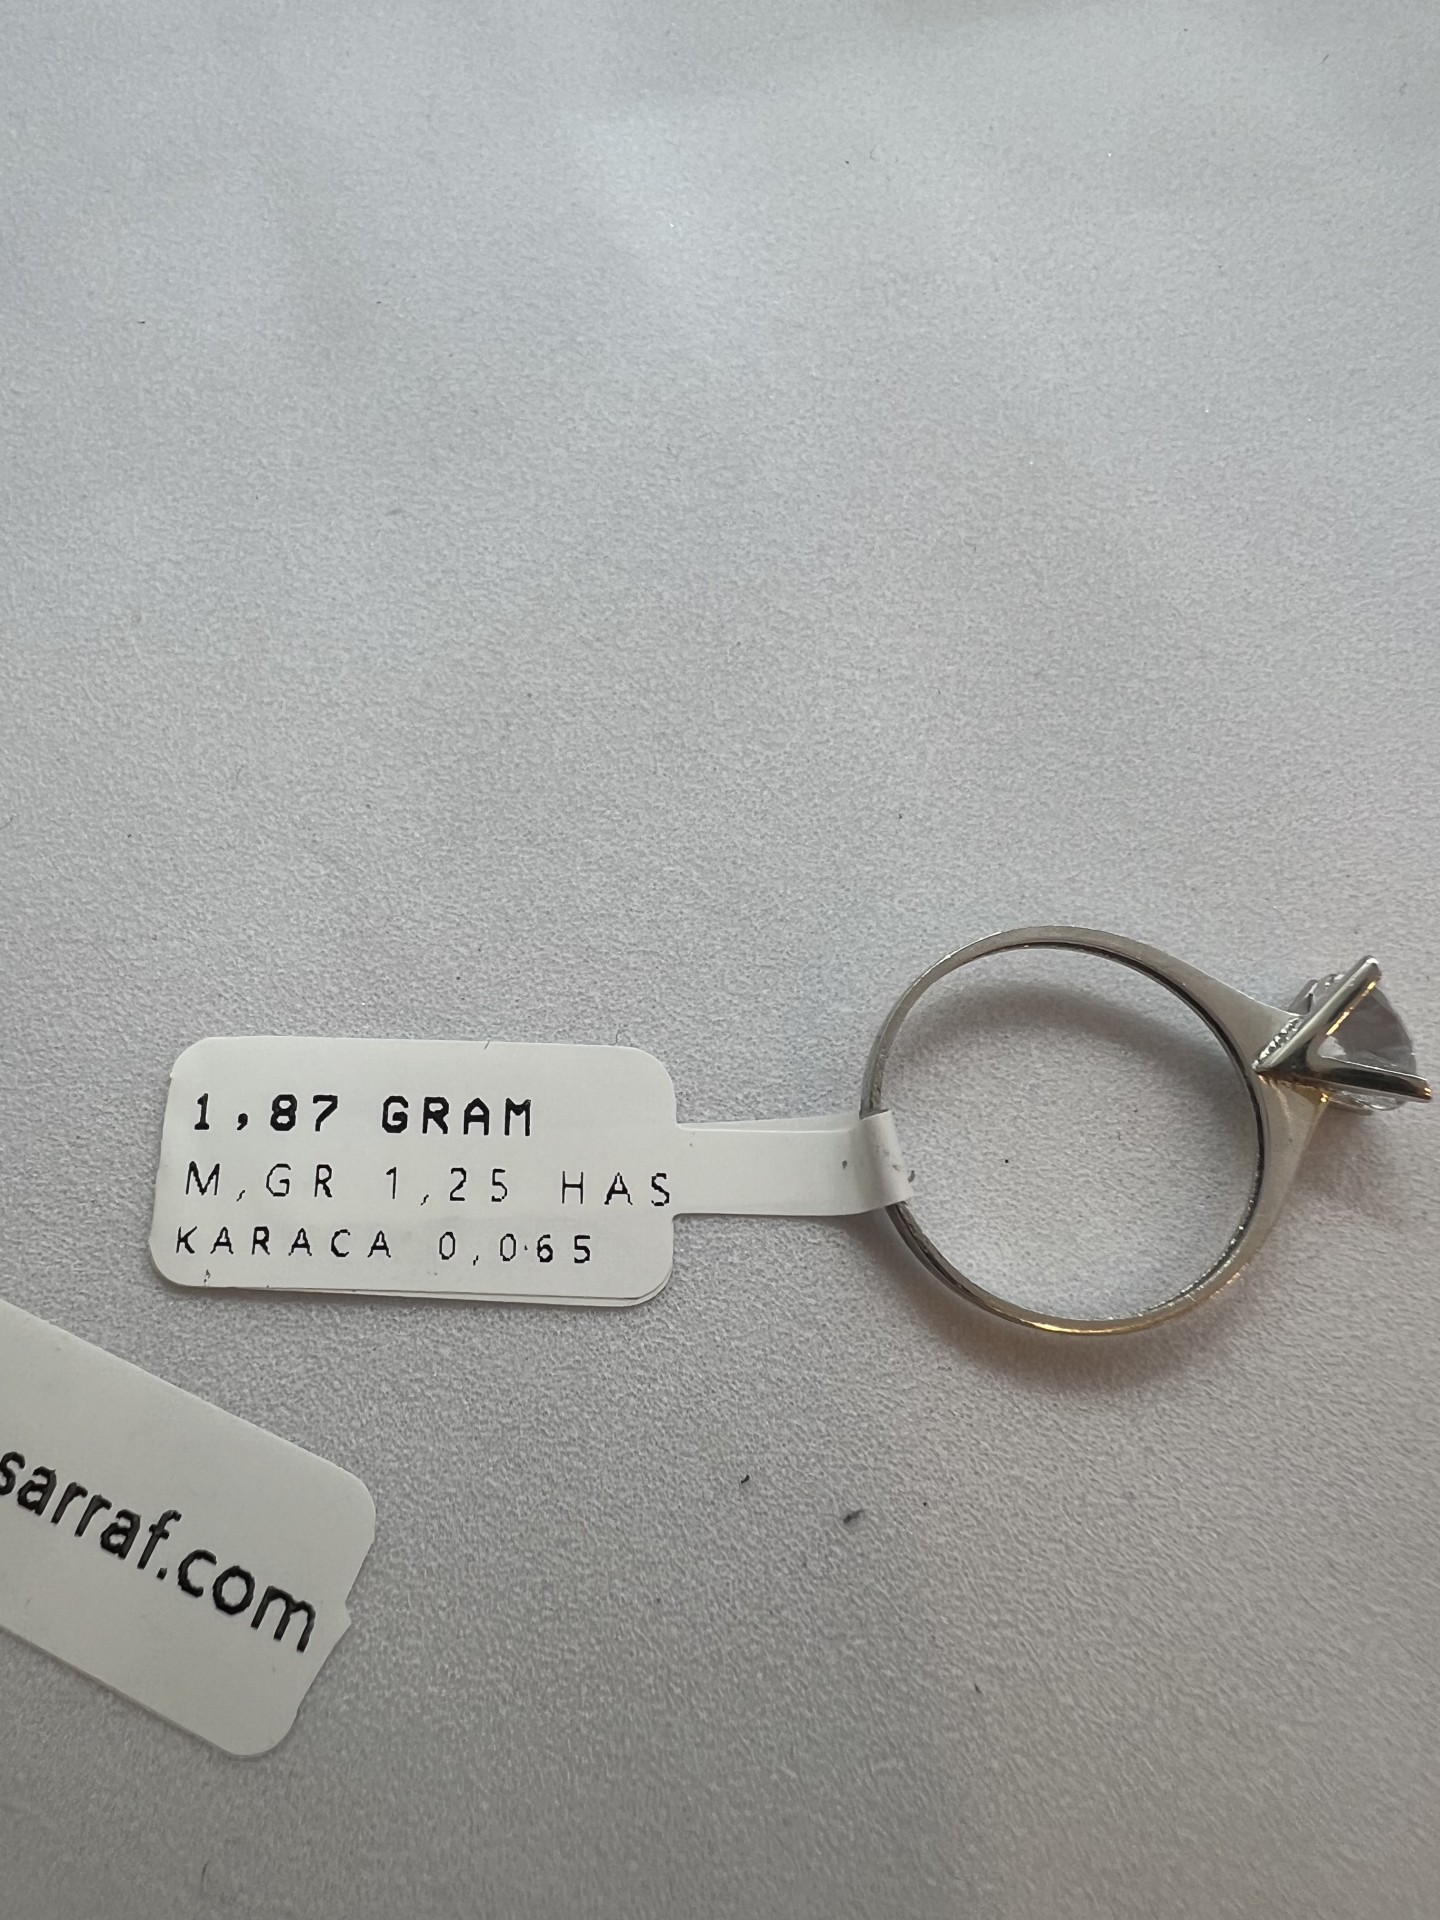 1,87 GRAM
M,GR 1,25 HAS
KARACA 0,065
sarraf.com